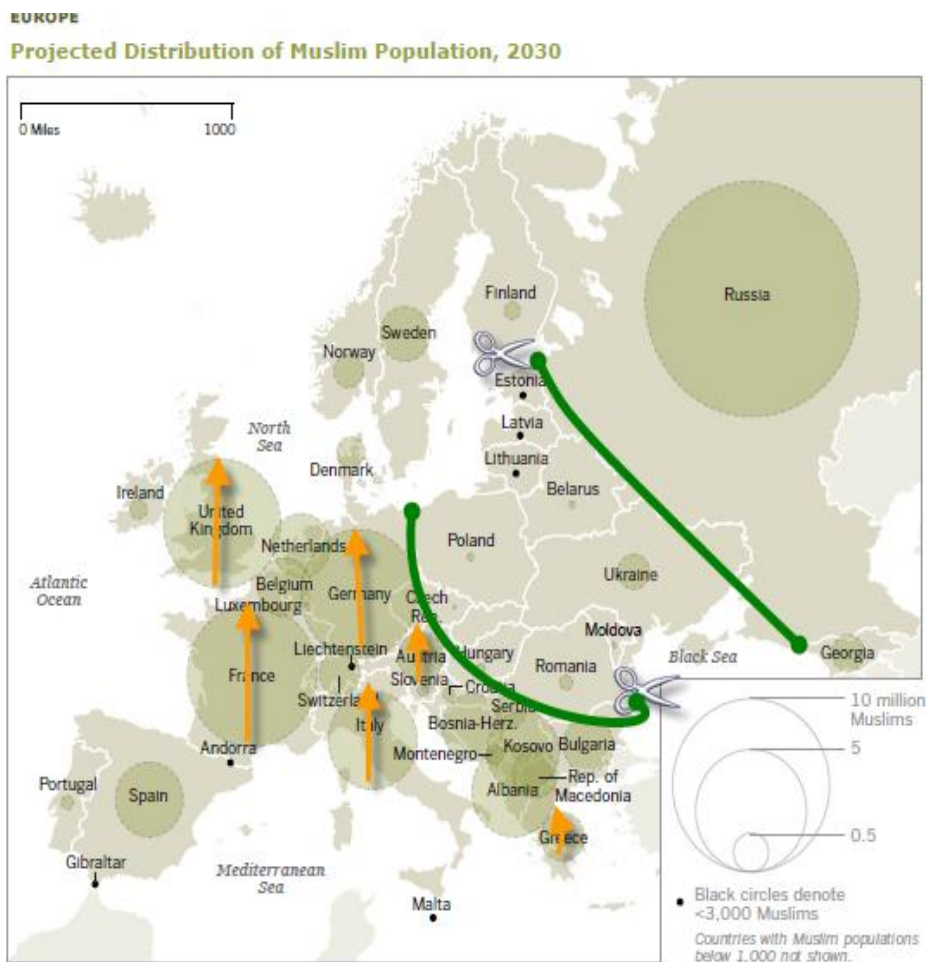 EUROPE
Projected Distribution of Muslim Population, 2030
0 Miles
1000
Russia
Finland
Sweden
Norway
Estonia
North
Sea
Latvia
Lithuania
Denmark
Belarus
Ireland
United
Kingdom
Netherlands
Poland
Atlantic
Ocean
Belgium
Germany
Czech
Rep.
Ukraine
Luxembourg
Moldova
Liechtenstein
Austria
Hungary
Black Sea
Georgia
France
Slovenia
Romania
Switzerland
Croatia
Serbia
10 million
Muslims
Italy
Bosnia-Herz.
Andorra
Montenegro
Kosovo
Bulgaria
5
Portugal
Spain
Albania
Rep. of
Macedonia
Greece
0.5
Gibraltar
Mediterranean
Sea
Malta
Black circles denote
<3,000 Muslims
Countries with Muslim populations
below 1,000 not shown.